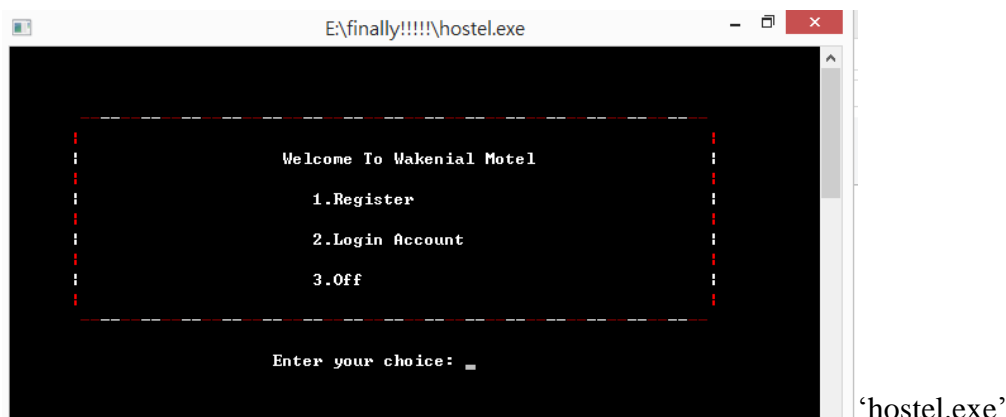 E:\finally!!!!!\hostel.exe
Welcome To Wakenial Motel
1.Register
2.Login Account
3.Off
Enter your choice: _
‘hostel.exe’